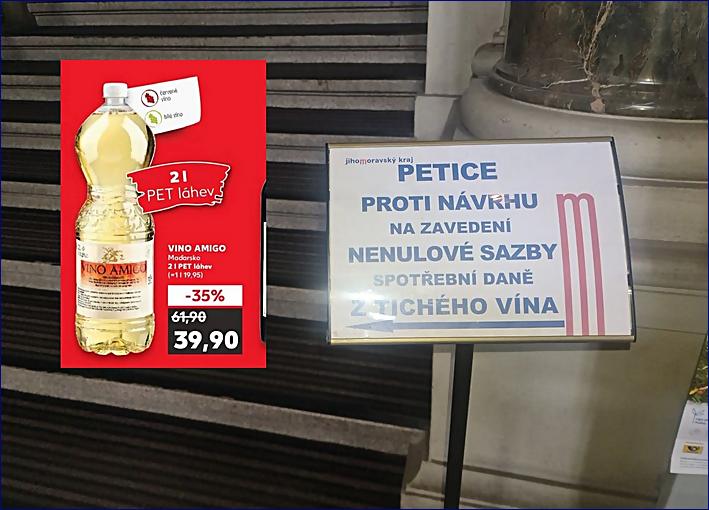 červené
víno
bílé víno
2 l
PET láhev
VINO AMIGO
VINO AMIGO
Maďarsko
2 l PET láhev
(=1 l 19,95)
-35%
61,90
39,90
jihomoravský kraj
PETICE
PROTI NÁVRHU
NA ZAVEDENÍ
NENULOVÉ SAZBY
SPOTŘEBNÍ DANĚ
Z TICHÉHO VÍNA